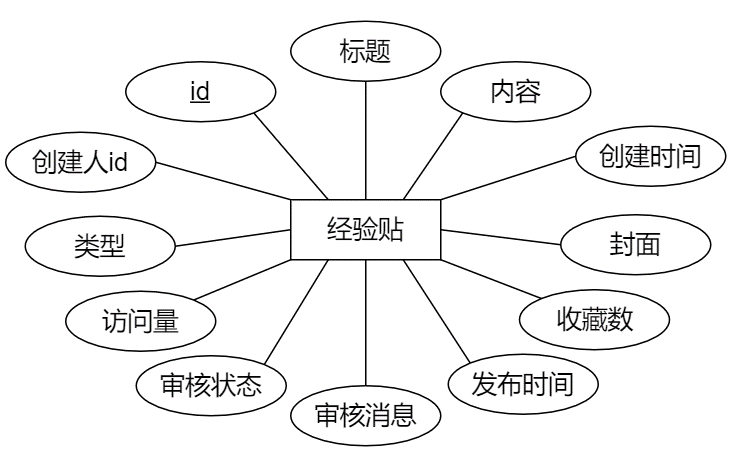 标题
id
内容
创建人id
创建时间
经验贴
类型
封面
访问量
收藏数
审核状态
发布时间
审核消息